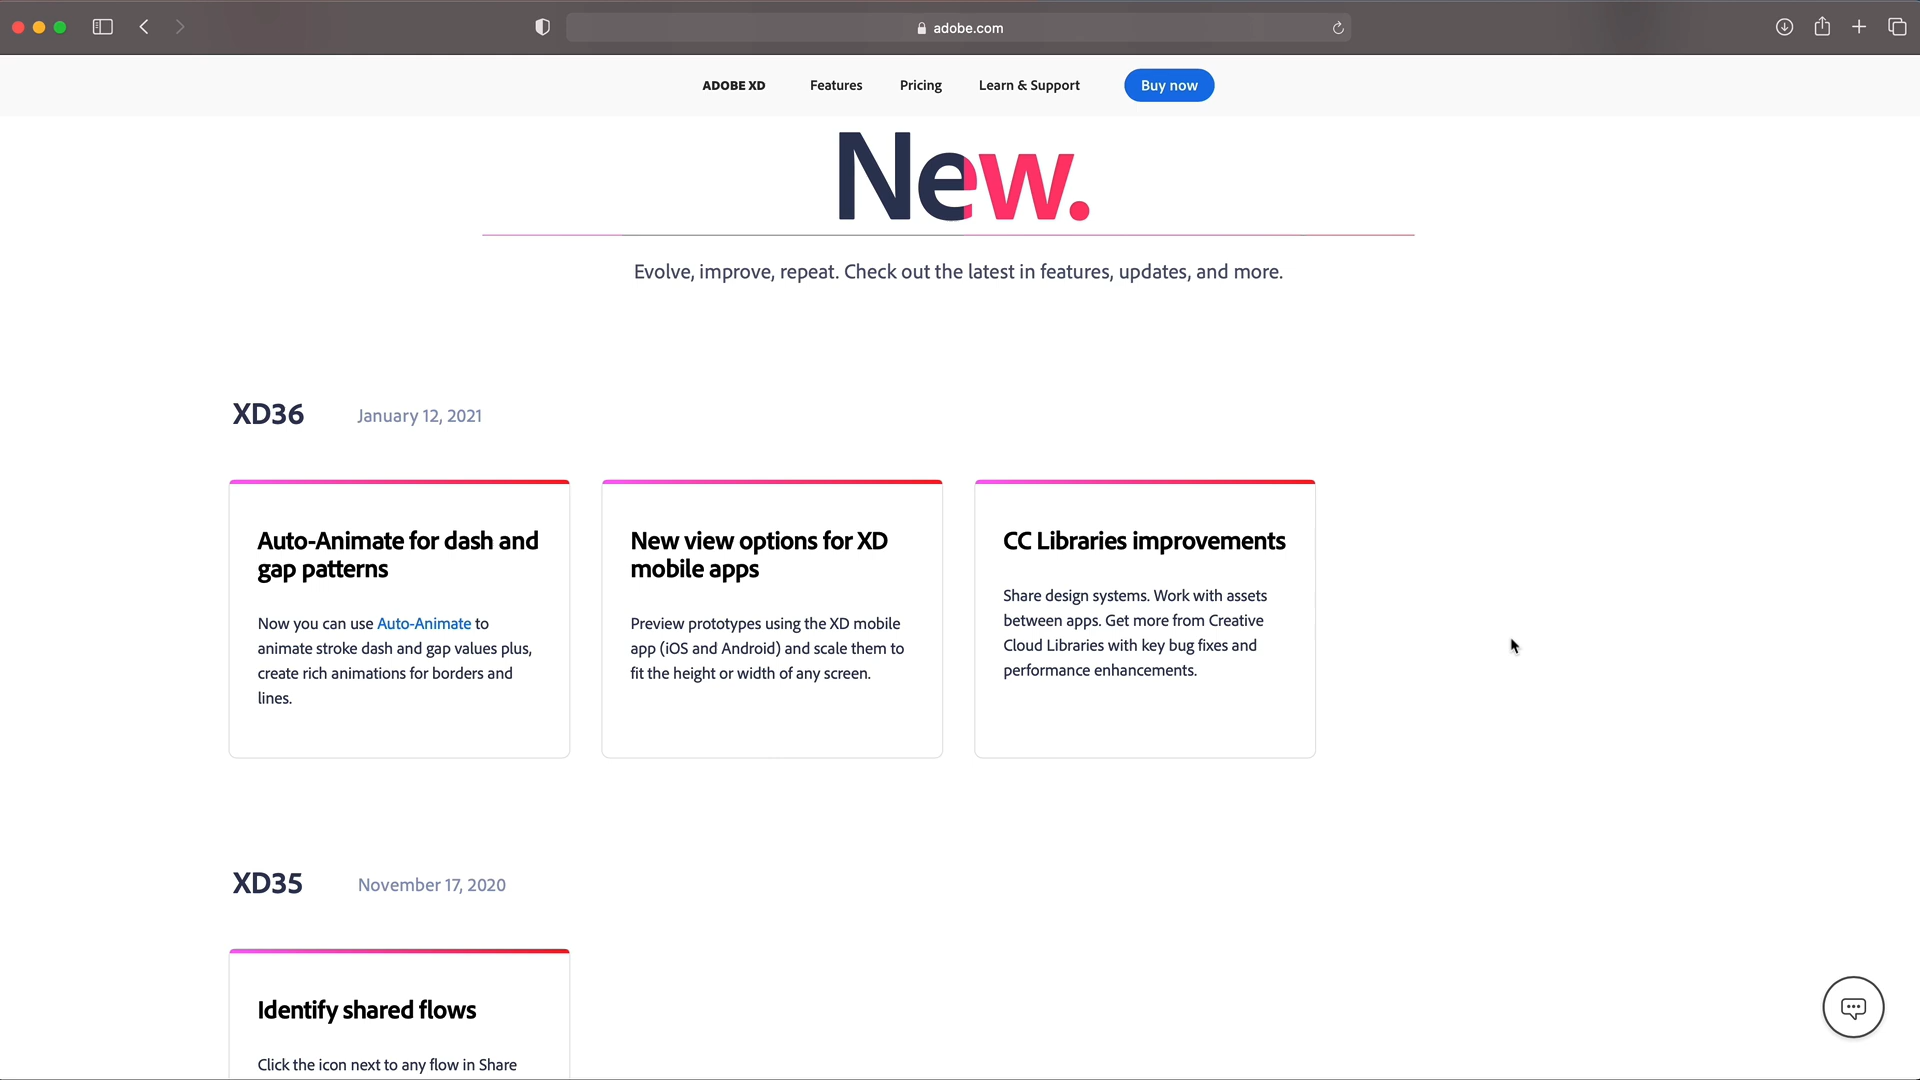 adobe.com
ADOBE XD Features Pricing Learn & Support Buy now
New.
Evolve, improve, repeat. Check out the latest in features, updates, and more.
XD36 January 12, 2021
Auto-Animate for dash and
gap patterns
Now you can use Auto-Animate to
animate stroke dash and gap values plus,
create rich animations for borders and
lines.
New view options for XD
mobile apps
Preview prototypes using the XD mobile
app (iOS and Android) and scale them to
fit the height or width of any screen.
CC Libraries improvements
Share design systems. Work with assets
between apps. Get more from Creative
Cloud Libraries with key bug fixes and
performance enhancements.
XD35 November 17, 2020
Identify shared flows
Click the icon next to any flow in Share